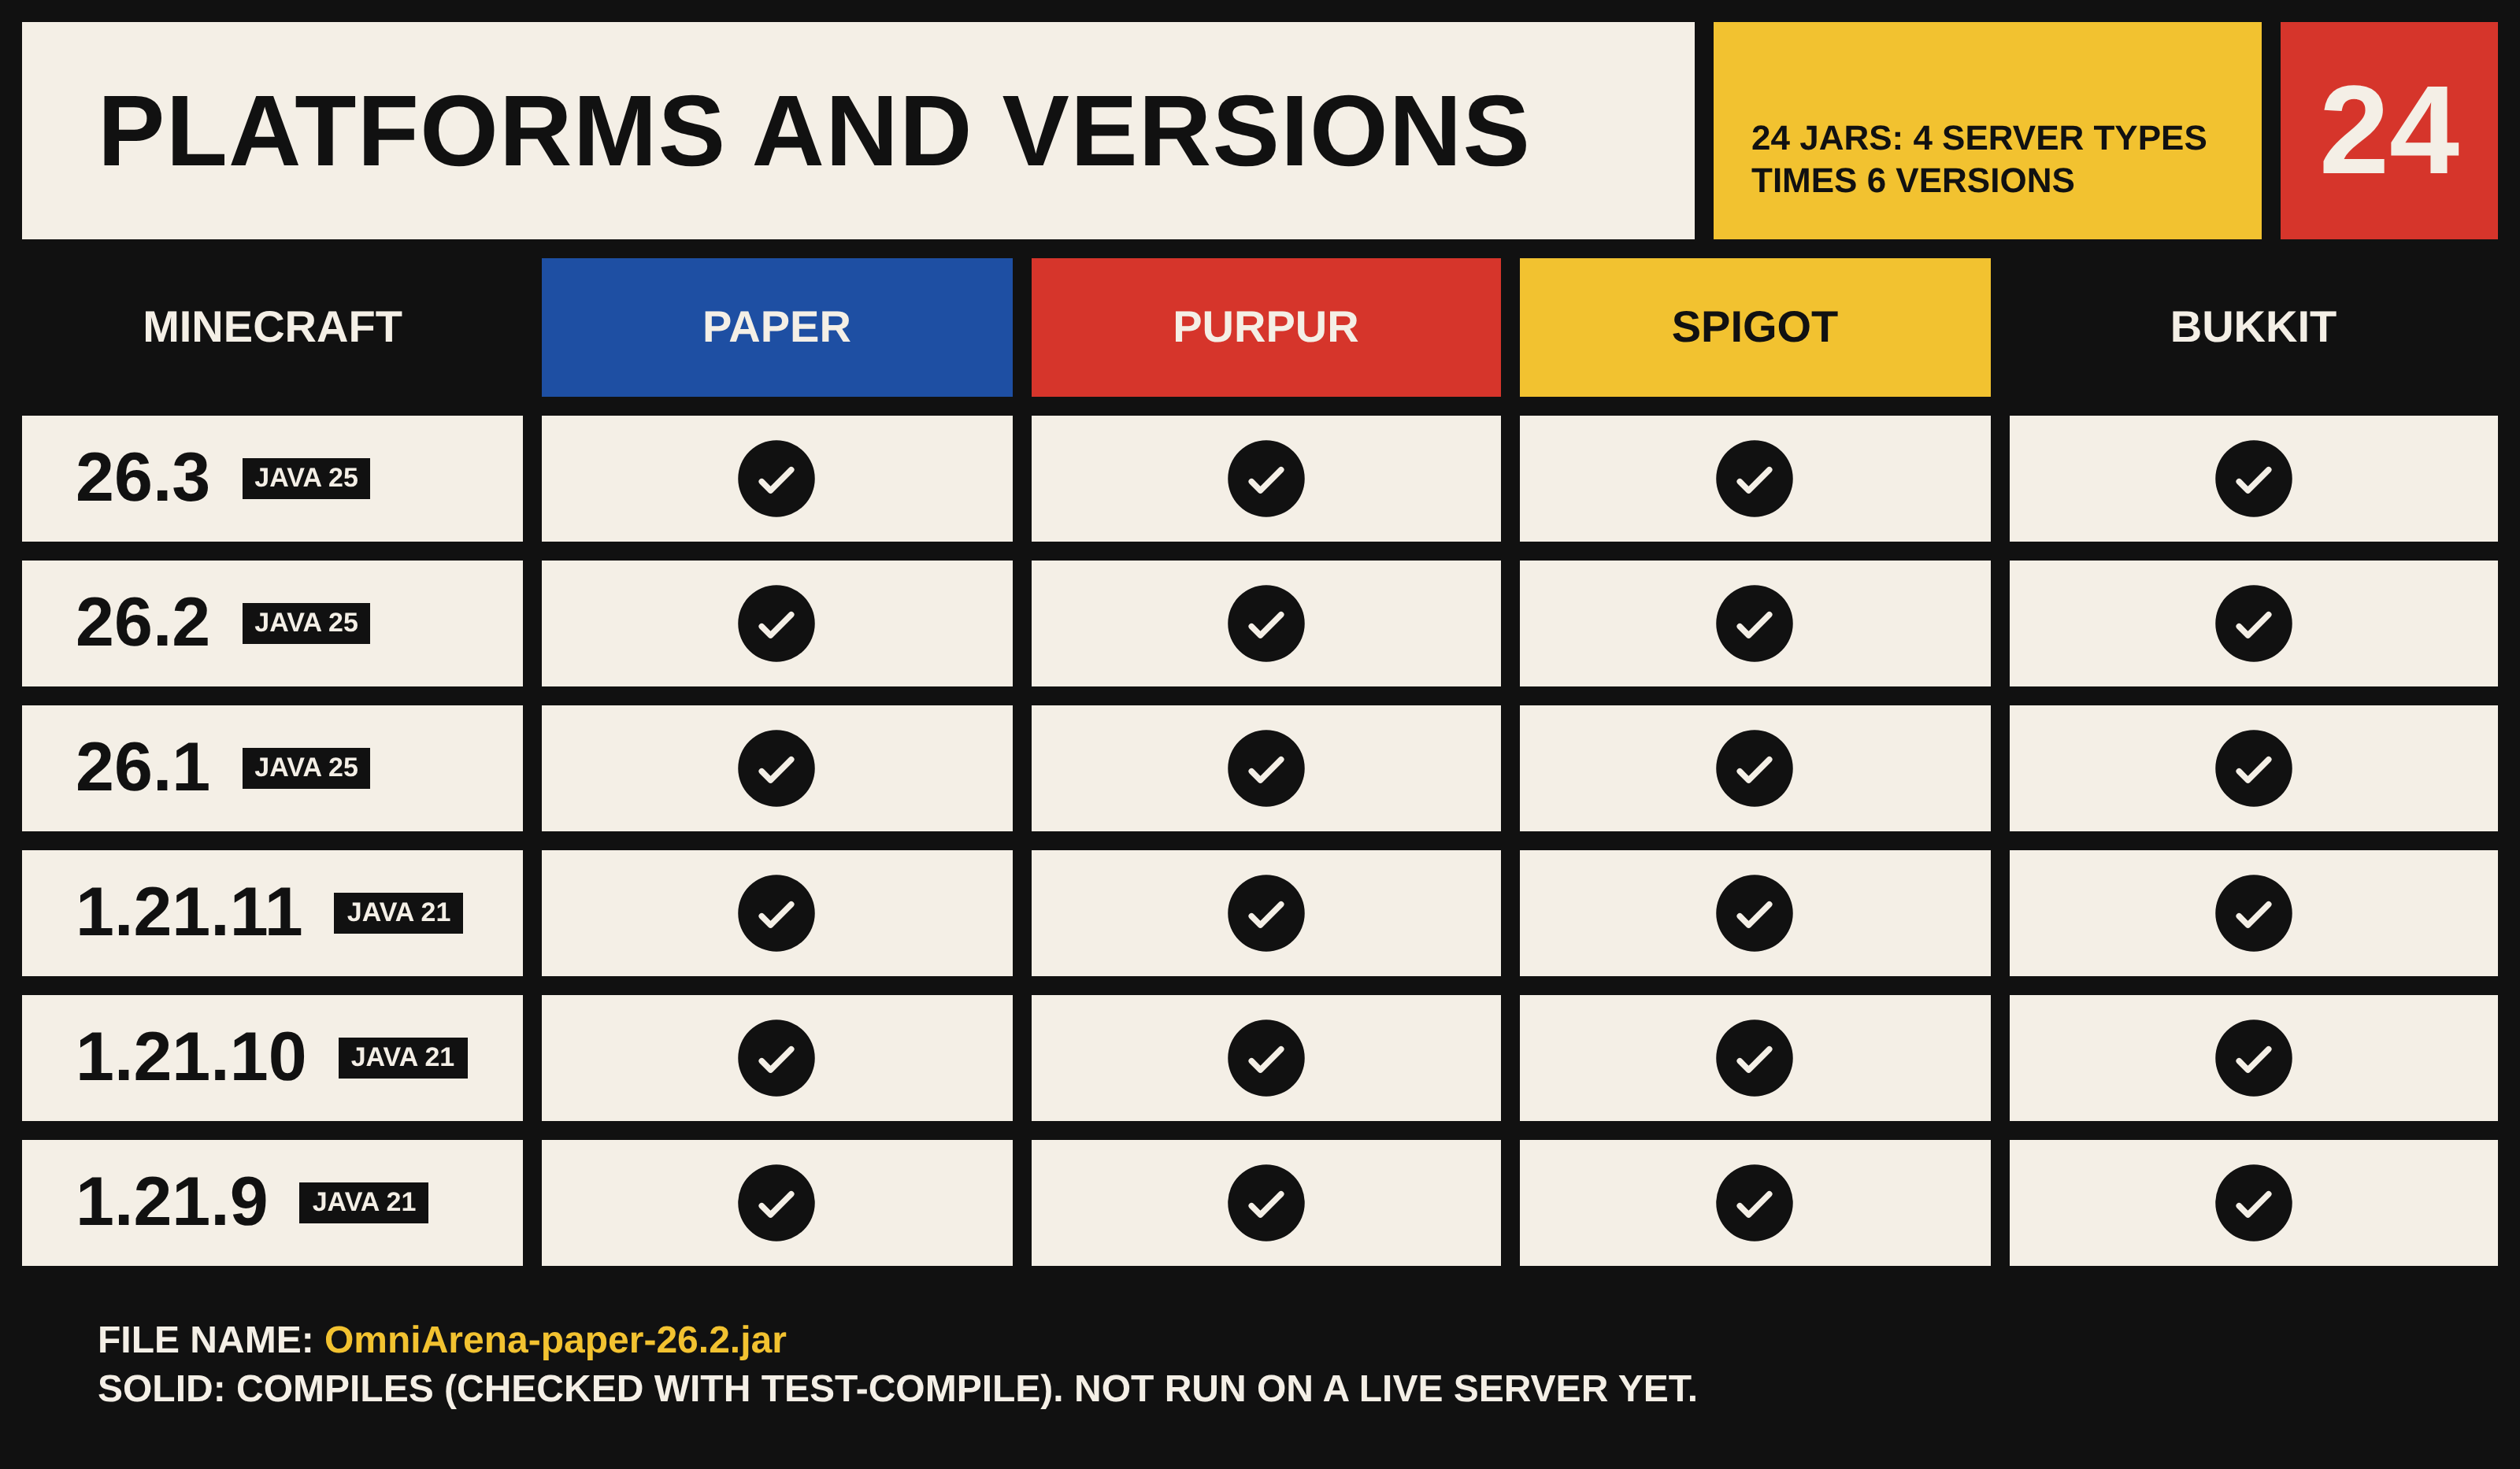 PLATFORMS AND VERSIONS
24 JARS: 4 SERVER TYPES
TIMES 6 VERSIONS
24
MINECRAFT PAPER PURPUR SPIGOT BUKKIT
26.3 JAVA 25
26.2 JAVA 25
26.1 JAVA 25
1.21.11 JAVA 21
1.21.10 JAVA 21
1.21.9 JAVA 21
FILE NAME: OmniArena-paper-26.2.jar
SOLID: COMPILES (CHECKED WITH TEST-COMPILE). NOT RUN ON A LIVE SERVER YET.